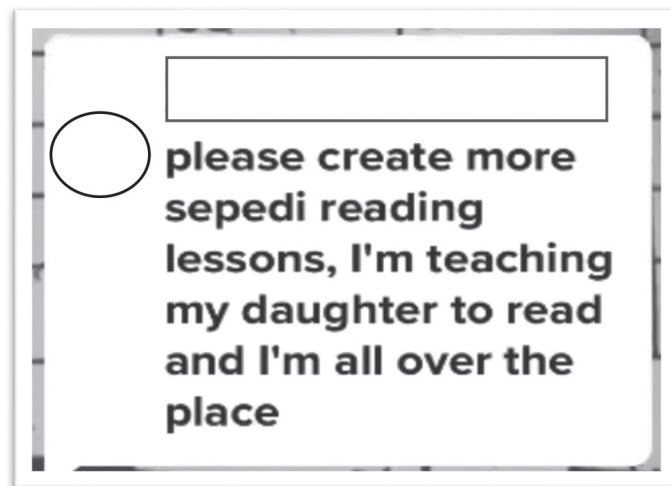 please create more
sepedi reading
lessons, I'm teaching
my daughter to read
and I'm all over the
place